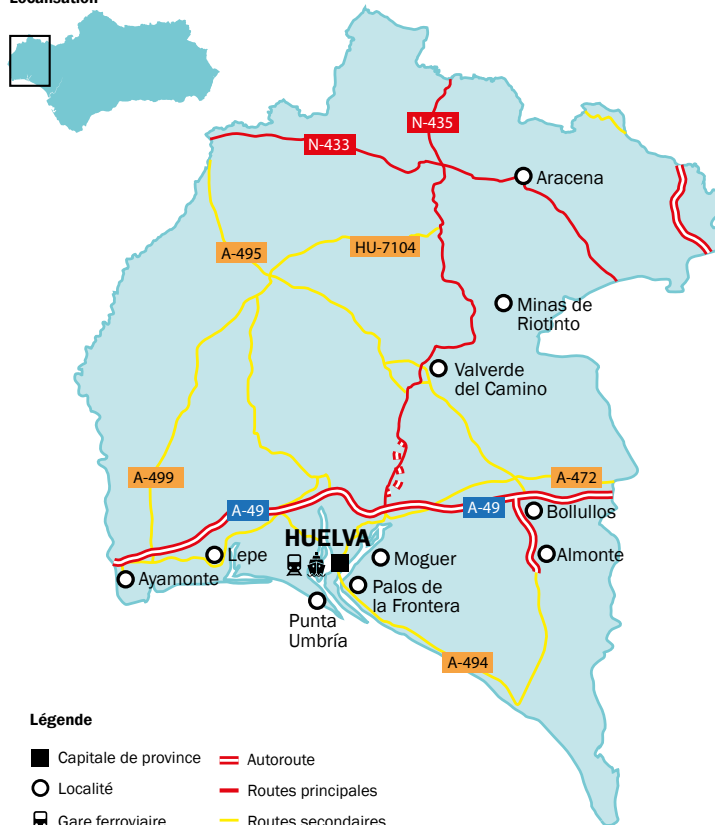 Localisation
N-435
N-433
Aracena
A-495
HU-7104
Minas de
Riotinto
Valverde
del Camino
A-499
A-472
A-49
A-49
Bollullos
HUELVA
Lepe
Moguer
Almonte
Ayamonte
Palos de
la Frontera
Punta
Umbría
A-494
Légende
Capitale de province
Autoroute
Localité
Routes principales
Gare ferroviaire
Routes secondaires